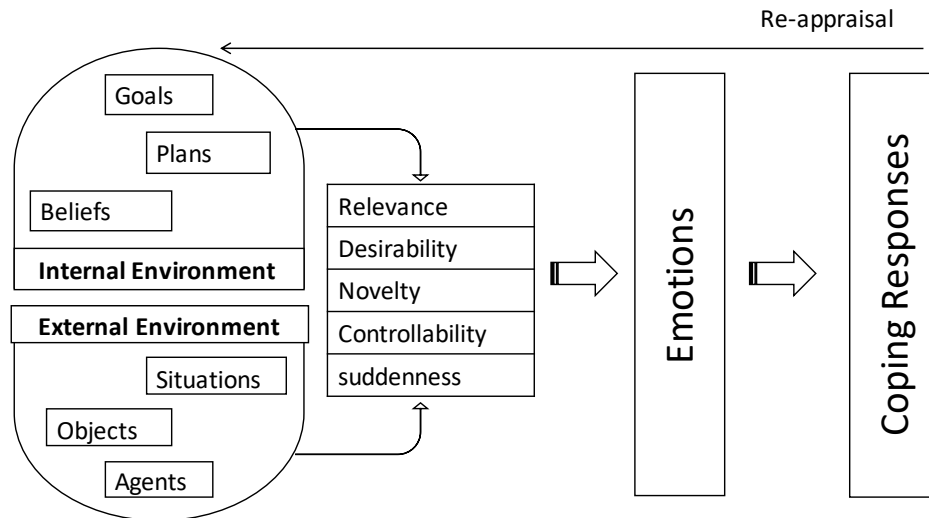 Re-appraisal
Goals
Plans
Beliefs
Internal Environment
External Environment
Situations
Objects
Agents
Relevance
Desirability
Novelty
Controllability
suddenness
Emotions
Coping Responses